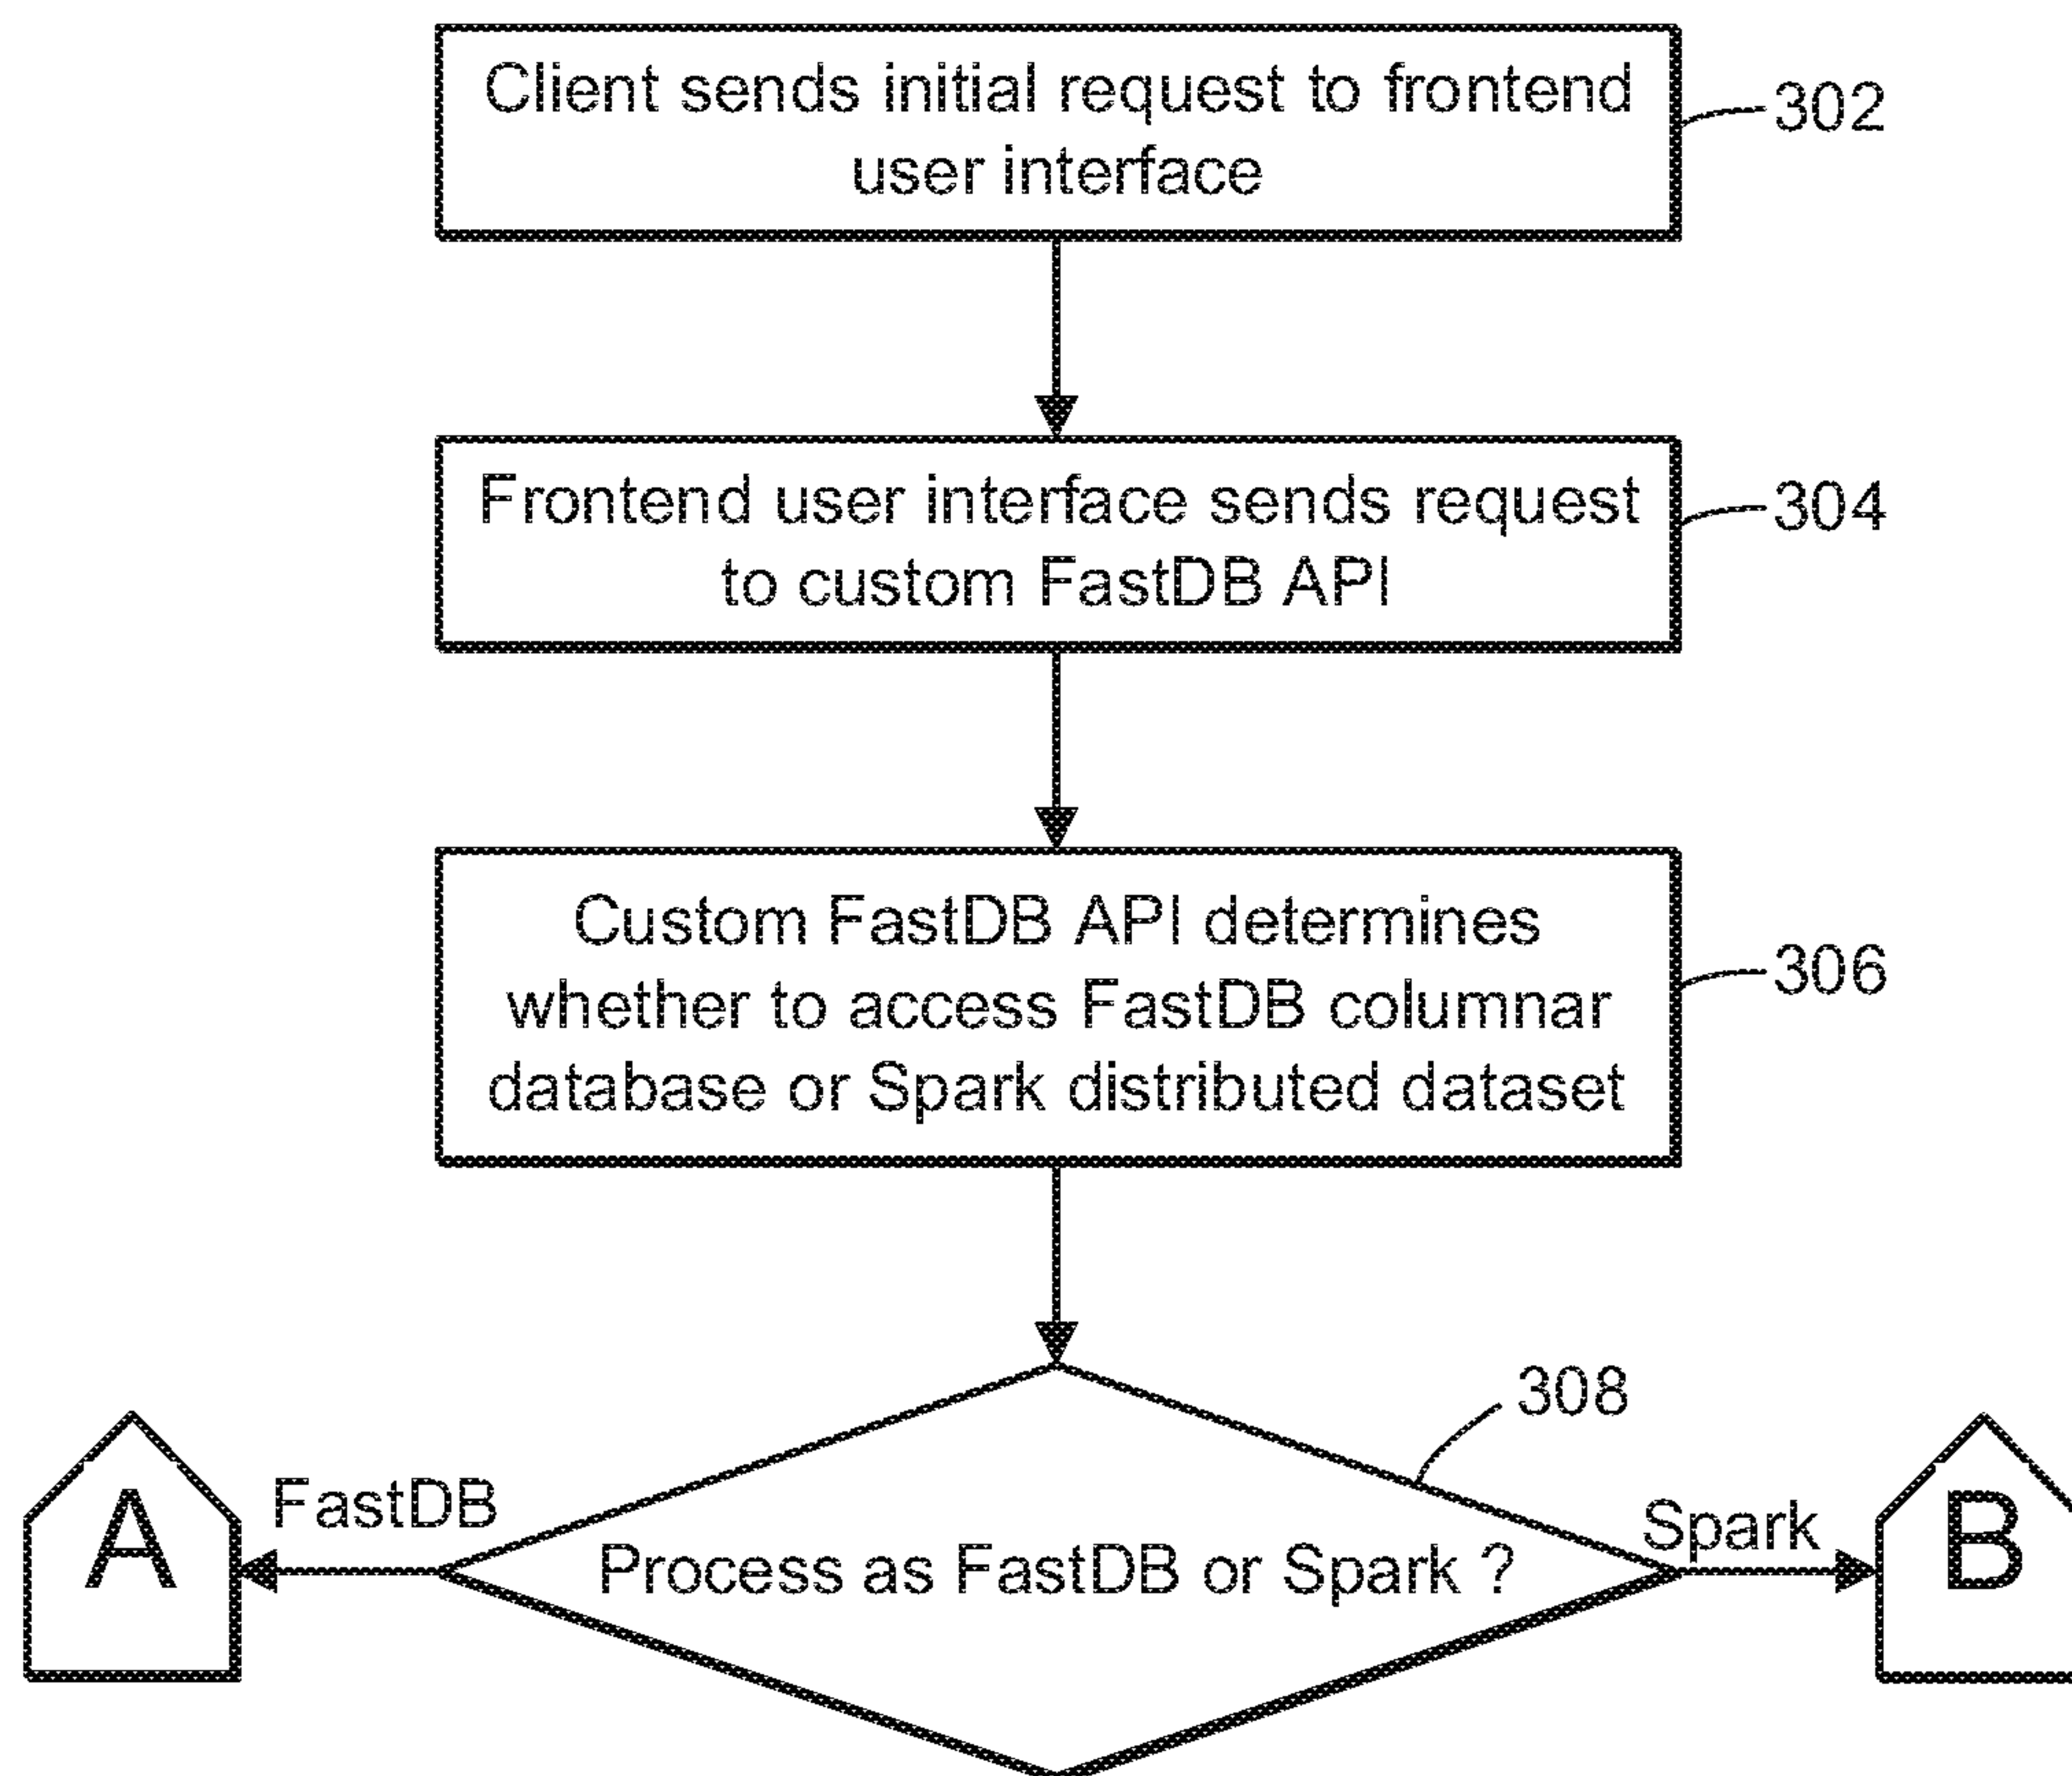 Client sends initial request to frontend
user interface
302
Frontend user interface sends request
to custom FastDB API
304
Custom FastDB API determines
whether to access FastDB columnar
database or Spark distributed dataset
306
308
A
FastDB
Process as FastDB or Spark ?
Spark
B